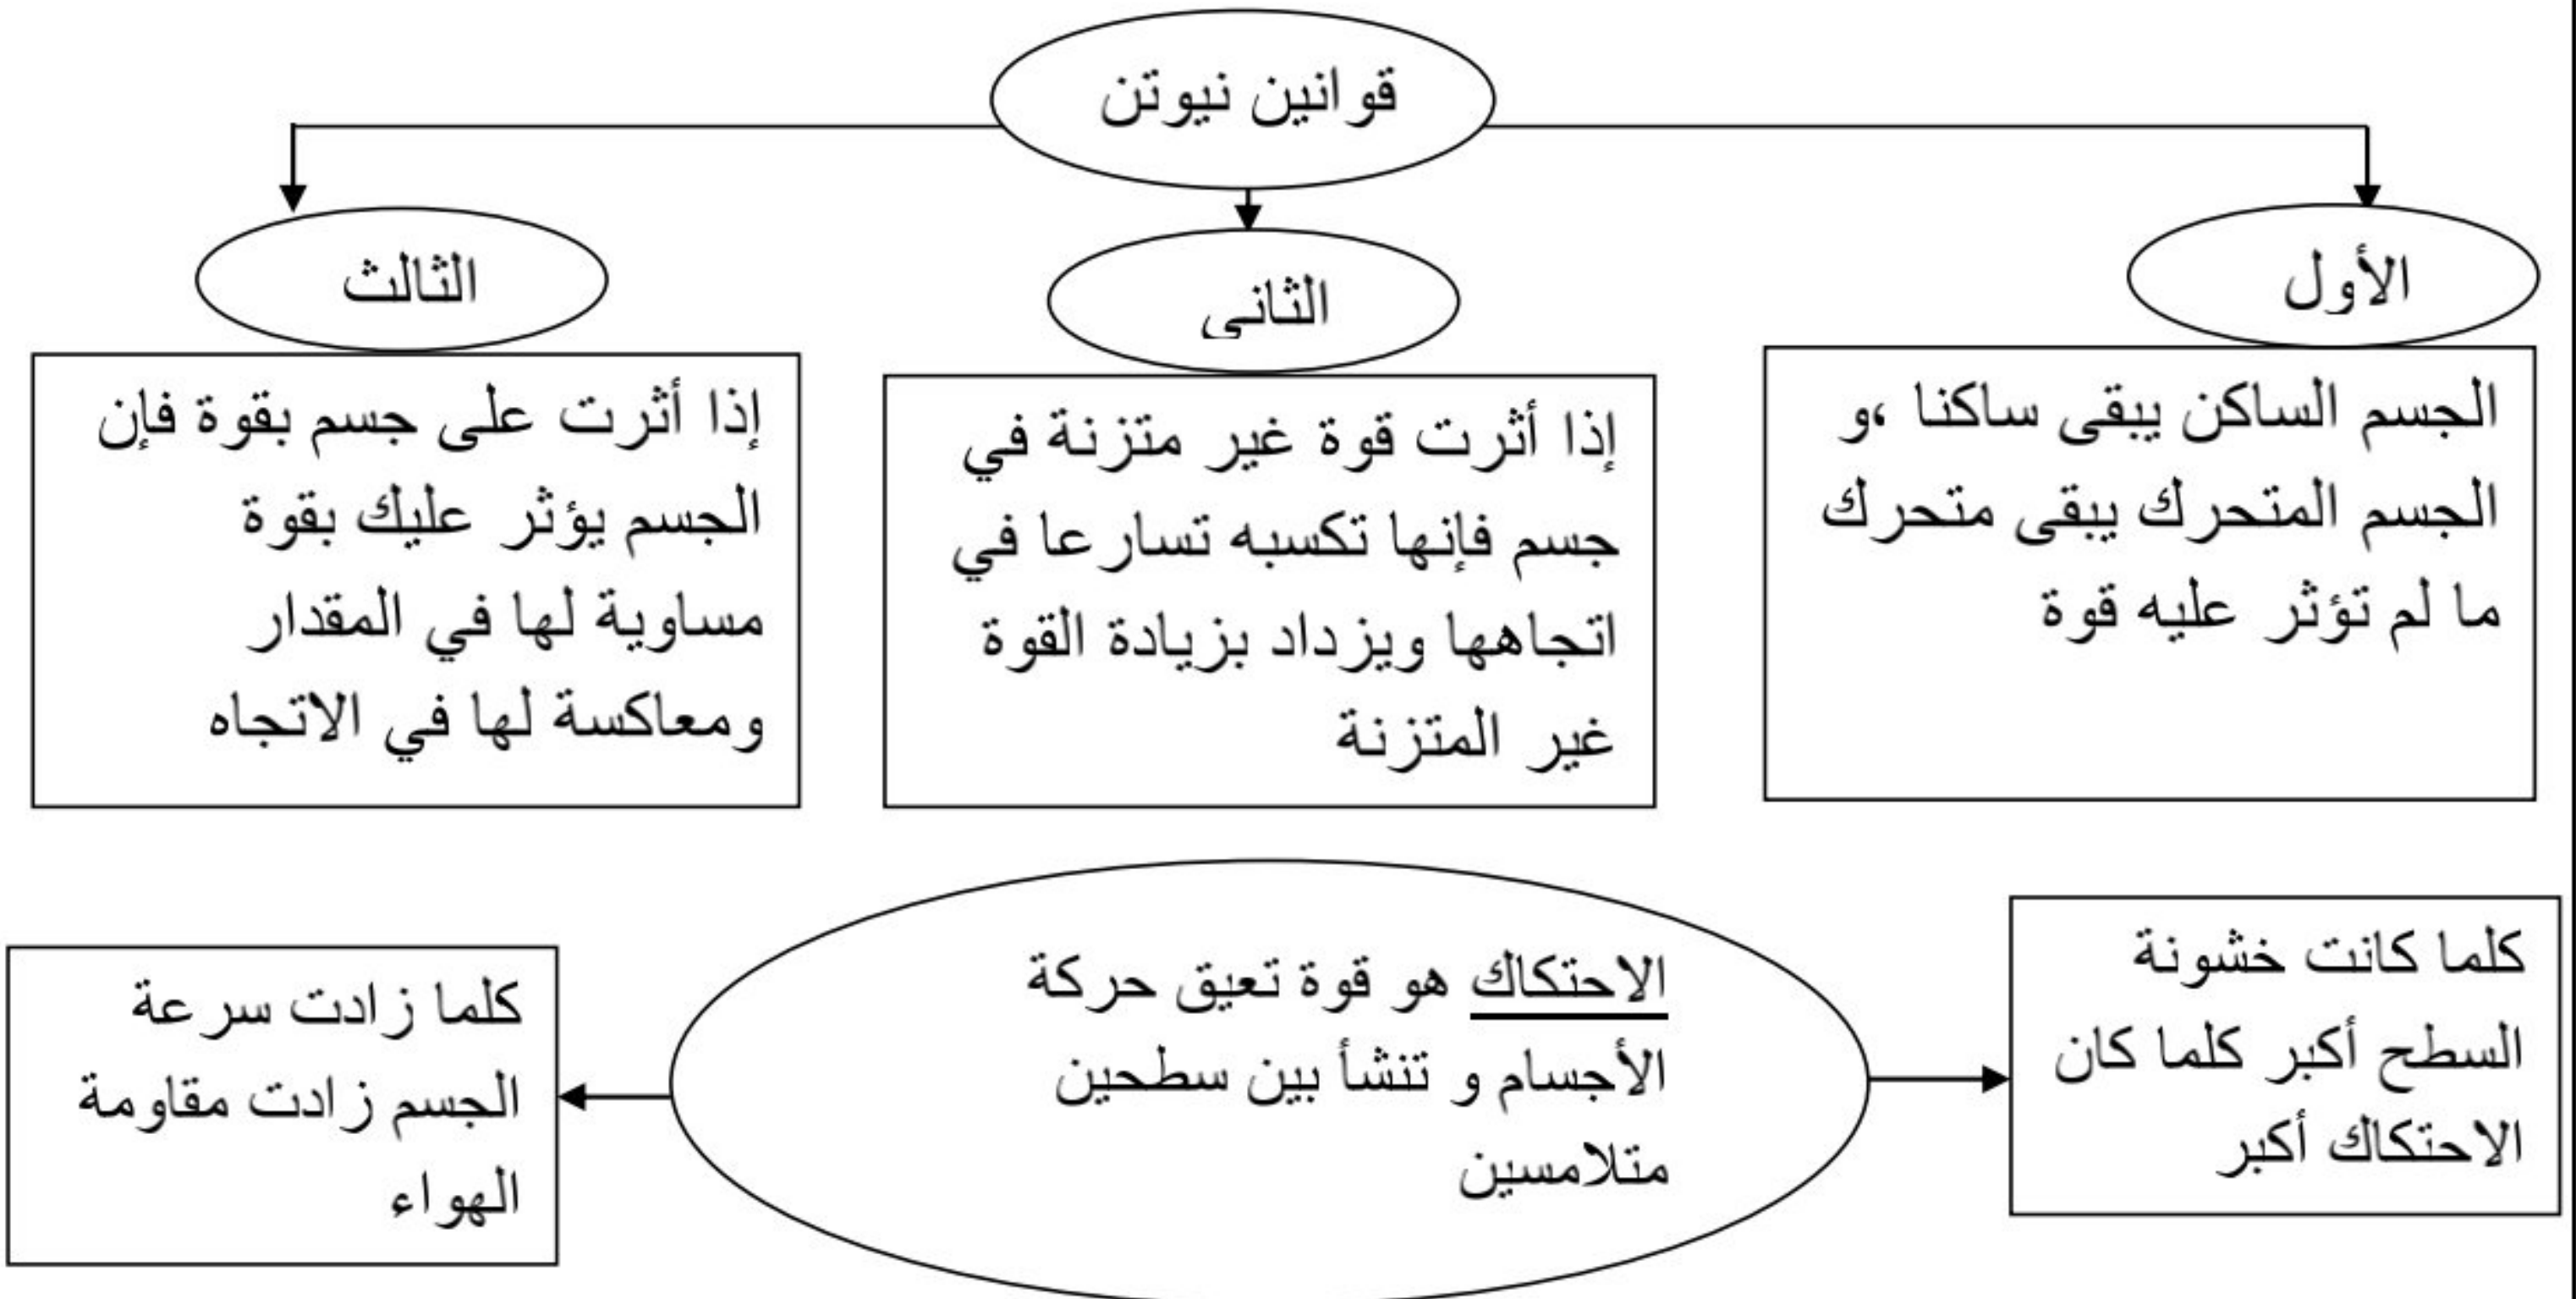 قوانين نيوتن
الأول
الجسم الساكن يبقى ساكنا ،و
الجسم المتحرك يبقى متحرك
ما لم تؤثر عليه قوة
الثانى
إذا أثرت قوة غير متزنة في
جسم فإنها تكسبه تسارعا في
اتجاهها ويزداد بزيادة القوة
غير المتزنة
الثالث
إذا أثرت على جسم بقوة فإن
الجسم يؤثر عليك بقوة
مساوية لها في المقدار
ومعاكسة لها في الاتجاه
كلما كانت خشونة
السطح أكبر كلما كان
الاحتكاك أكبر
الاحتكاك هو قوة تعيق حركة
الأجسام و تنشأ بين سطحين
متلامسين
كلما زادت سرعة
الجسم زادت مقاومة
الهواء